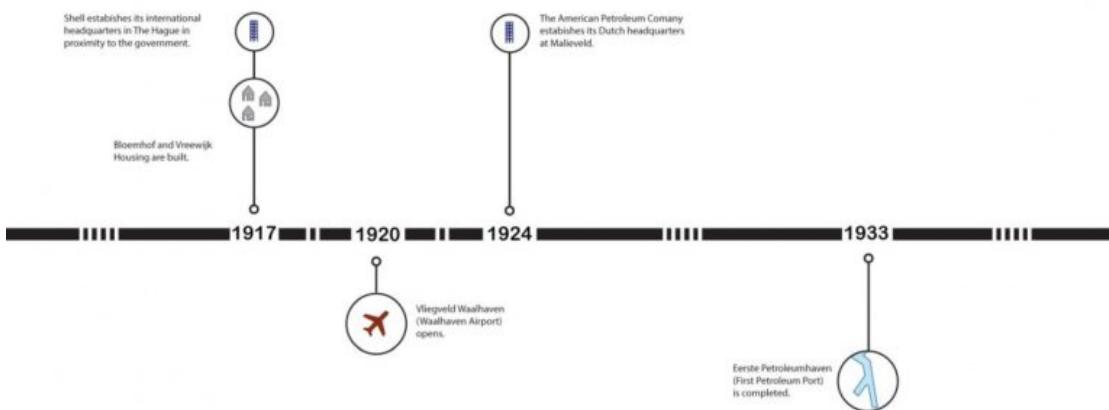 Shell estabishes its international
headquarters in The Hague in
proximity to the government.
The American Petroleum Comany
estabishes its Dutch headquarters
at Malieveld.
Bloemhof and Vreewijk
Housing are built.
1917
1920
1924
1933
Vliegveld Waalhaven
(Waalhaven Airport)
opens.
Eerste Petroleumhaven
(First Petroleum Port)
is completed.